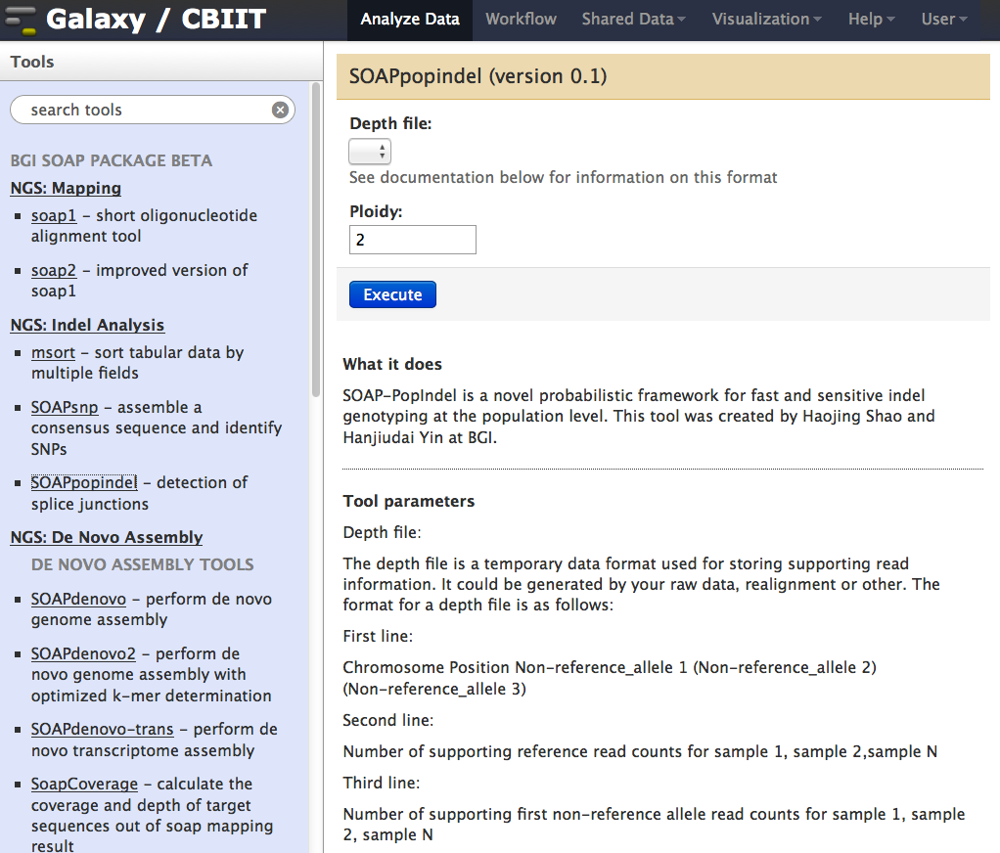 Galaxy / CBIIT
Analyze Data
Workflow
Shared Data
Visualization
Help
User
Tools
search tools
BGI SOAP PACKAGE BETA
NGS: Mapping
soap1 – short oligonucleotide
alignment tool
soap2 – improved version of
soap1
NGS: Indel Analysis
msort – sort tabular data by
multiple fields
SOAPsnp – assemble a
consensus sequence and identify
SNPs
SOAPpopindel – detection of
splice junctions
NGS: De Novo Assembly
DE NOVO ASSEMBLY TOOLS
SOAPdenovo – perform de novo
genome assembly
SOAPdenovo2 – perform de
novo genome assembly with
optimized k-mer determination
SOAPdenovo-trans – perform de
novo transcriptome assembly
SoapCoverage – calculate the
coverage and depth of target
sequences out of soap mapping
result
SOAPpopindel (version 0.1)
Depth file:
See documentation below for information on this format
Ploidy:
2
Execute
What it does
SOAP-PopIndel is a novel probabilistic framework for fast and sensitive indel
genotyping at the population level. This tool was created by Haojing Shao and
Hanjiudai Yin at BGI.
Tool parameters
Depth file:
The depth file is a temporary data format used for storing supporting read
information. It could be generated by your raw data, realignment or other. The
format for a depth file is as follows:
First line:
Chromosome Position Non-reference_allele 1 (Non-reference_allele 2)
(Non-reference_allele 3)
Second line:
Number of supporting reference read counts for sample 1, sample 2,sample N
Third line:
Number of supporting first non-reference allele read counts for sample 1, sample
2, sample N